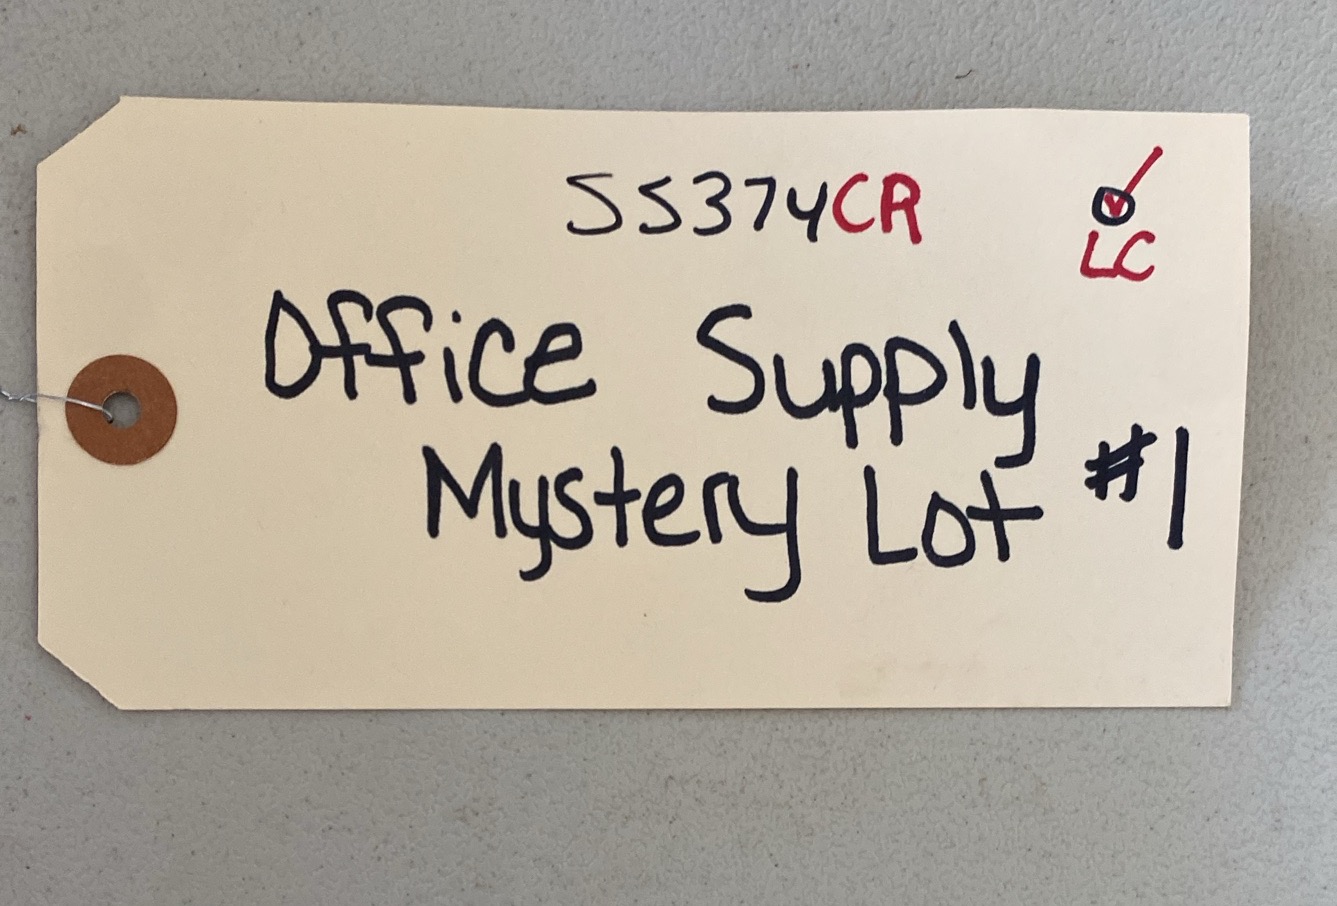 55374CR
LC
Office Supply
Mystery Lot #1